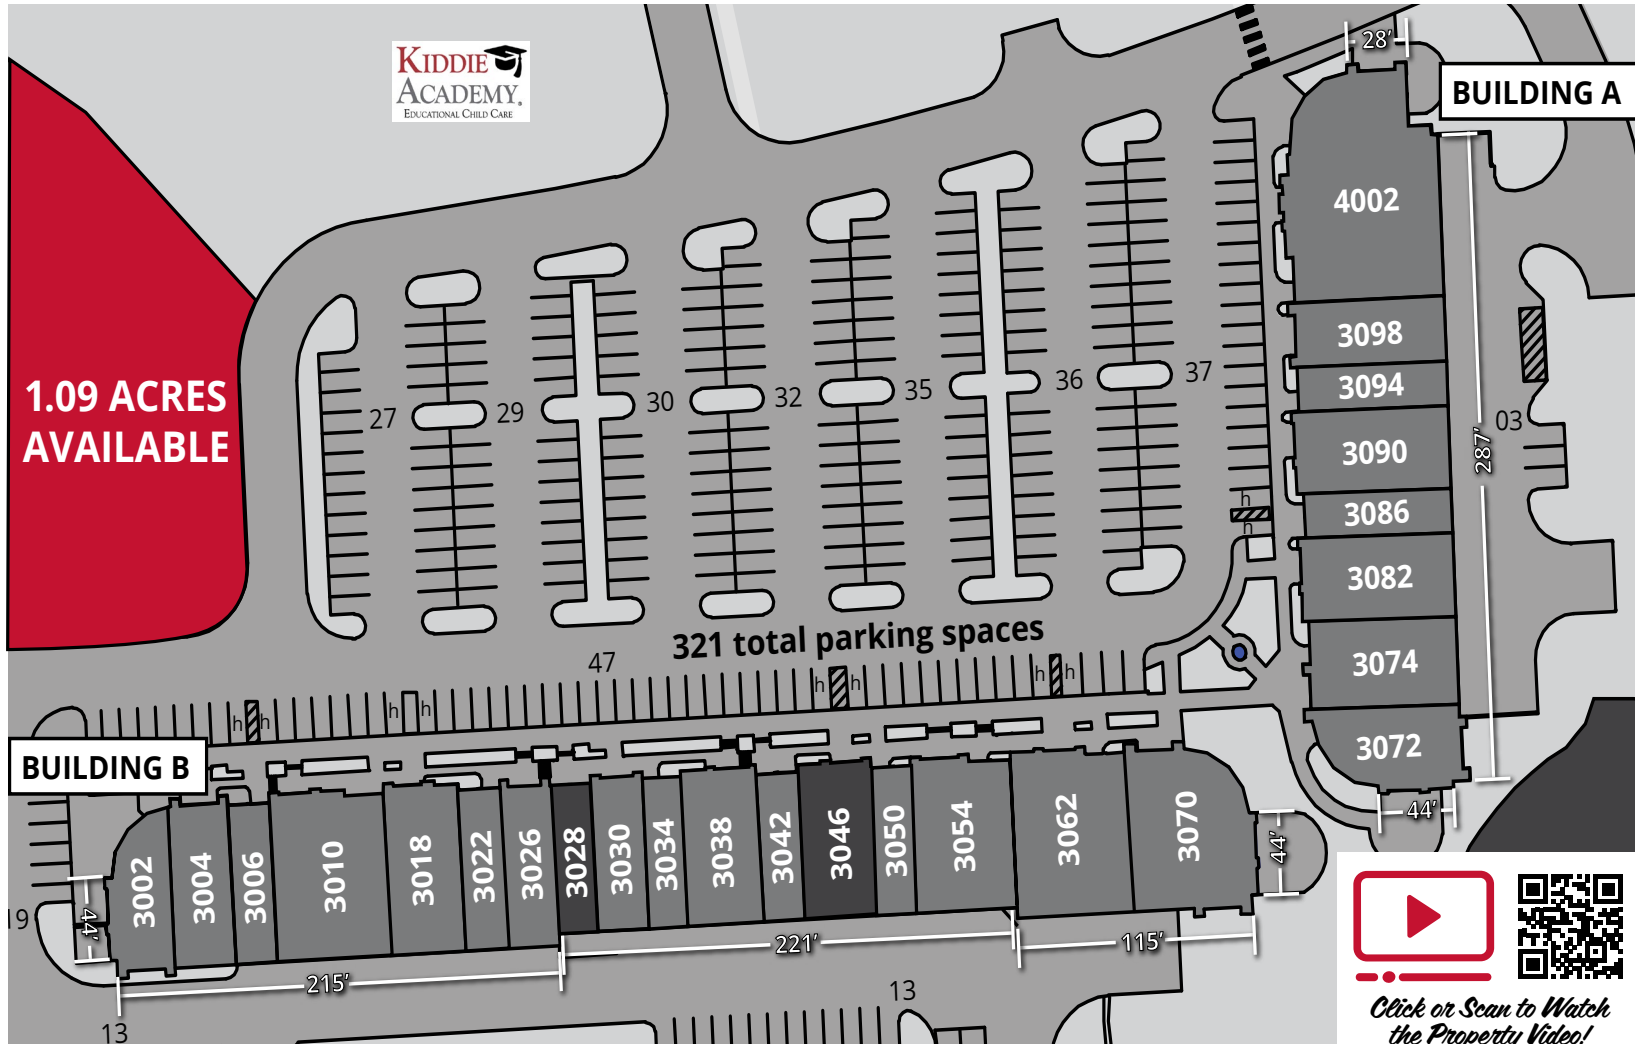 28’
BUILDING A
KIDDIE
ACADEMY®
EDUCATIONAL CHILD CARE
4002
3098
3094
3090
3086
3082
3074
3072
287’
03
44’
1.09 ACRES
AVAILABLE
27
29
30
32
35
36
37
h
h
321 total parking spaces
47
h
h
h
h
h
h
h
h
BUILDING B
3002
3004
3006
3010
3018
3022
3026
3028
3030
3034
3038
3042
3046
3050
3054
3062
3070
44’
19
44’
215’
221’
115’
13
13
Click or Scan to Watch
the Property Video!